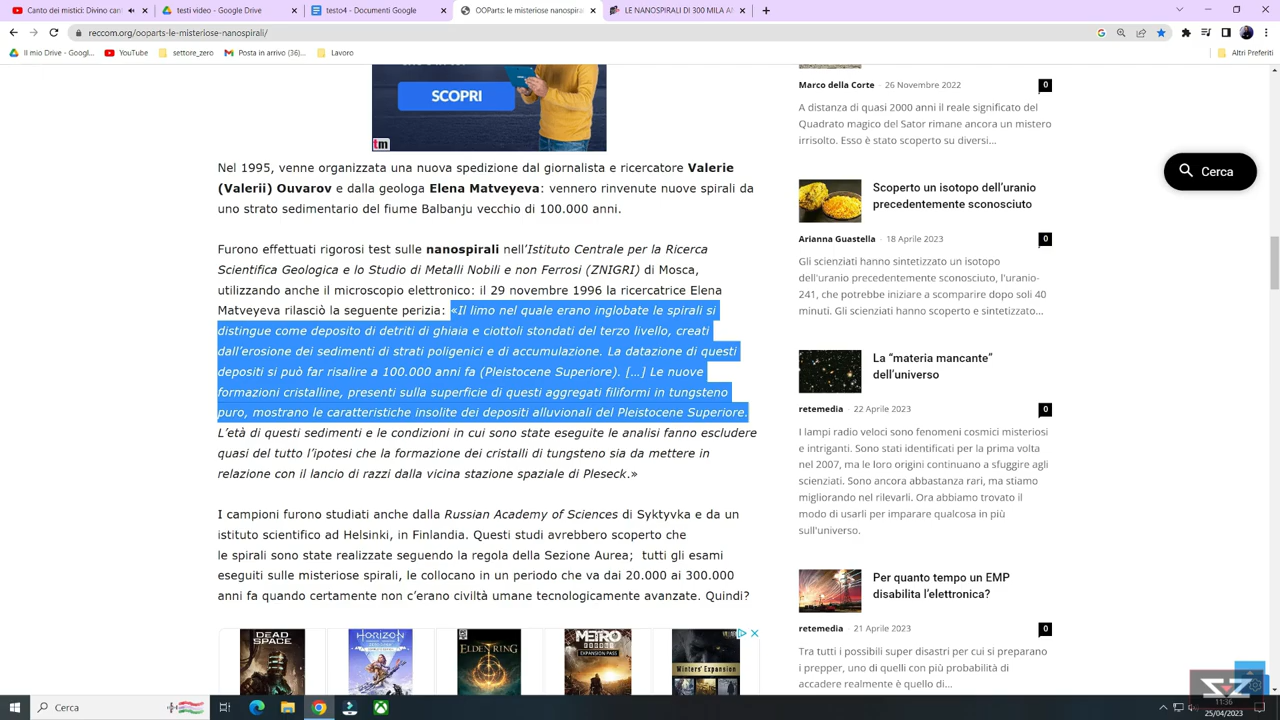 Canto dei mistici: Divino can
testi video - Google Drive
testo4 - Documenti Google
OOParts: le misteriose nanospiral
LE NANOSPIRALI DI 300 MILA AN
reccom.org/ooparts-le-misteriose-nanospirali/
Il mio Drive - Googl...
YouTube
settore_zero
Posta in arrivo (36)...
Lavoro
Altri Preferiti
SCOPRI
tm
Nel 1995, venne organizzata una nuova spedizione dal giornalista e ricercatore Valerie
(Valerii) Ouvarov e dalla geologa Elena Matveyeva: vennero rinvenute nuove spirali da
uno strato sedimentario del fiume Balbanju vecchio di 100.000 anni.
Furono effettuati rigorosi test sulle nanospirali nell’Istituto Centrale per la Ricerca
Scientifica Geologica e lo Studio di Metalli Nobili e non Ferrosi (ZNIGRI) di Mosca,
utilizzando anche il microscopio elettronico: il 29 novembre 1996 la ricercatrice Elena
Matveyeva rilasciò la seguente perizia: «Il limo nel quale erano inglobate le spirali si
distingue come deposito di detriti di ghiaia e ciottoli stondati del terzo livello, creati
dall’erosione dei sedimenti di strati poligenici e di accumulazione. La datazione di questi
depositi si può far risalire a 100.000 anni fa (Pleistocene Superiore). […] Le nuove
formazioni cristalline, presenti sulla superficie di questi aggregati filiformi in tungsteno
puro, mostrano le caratteristiche insolite dei depositi alluvionali del Pleistocene Superiore.
L’età di questi sedimenti e le condizioni in cui sono state eseguite le analisi fanno escludere
quasi del tutti l’ipotesi che la formazione dei cristalli di tungsteno sia da mettere in
relazione con il lancio di razzi dalla vicina stazione spaziale di Pleseck.»
I campioni furono studiati anche dalla Russian Academy of Sciences di Syktyvka e da un
istituto scientifico ad Helsinki, in Finlandia. Questi studi avrebbero scoperto che
le spirali sono state realizzate seguendo la regola della Sezione Aurea;  tutti gli esami
eseguiti sulle misteriose spirali, le collocano in un periodo che va dai 20.000 ai 300.000
anni fa quando certamente non c’erano civiltà umane tecnologicamente avanzate. Quindi?
DEAD SPACE
HORIZON
ELDEN RING
METRO
EXPANSION PASS
Winters' Expansion
Marco della Corte - 26 Novembre 2022 0
A distanza di quasi 2000 anni il reale significato del
Quadrato magico del Sator rimane ancora un mistero
irrisolto. Esso è stato scoperto su diversi...
Scoperto un isotopo dell’uranio
precedentemente sconosciuto
Arianna Guastella - 18 Aprile 2023 0
Gli scienziati hanno sintetizzato un isotopo
dell'uranio precedentemente sconosciuto, l'uranio-
241, che potrebbe iniziare a scomparire dopo soli 40
minuti. Gli scienziati hanno scoperto e sintetizzato...
La “materia mancante”
dell’universo
retemedia - 22 Aprile 2023 0
I lampi radio veloci sono fenomeni cosmici misteriosi
e intriganti. Sono stati identificati per la prima volta
nel 2007, ma le loro origini continuano a sfuggire agli
scienziati. Sono ancora abbastanza rari, ma stiamo
migliorando nel rilevarli. Ora abbiamo trovato il
modo di usarli per imparare qualcosa in più
sull'universo.
Per quanto tempo un EMP
disabilita l’elettronica?
retemedia - 21 Aprile 2023 0
Tra tutti i possibili super disastri per cui si preparano
i prepper, uno di quelli con più probabilità di
accadere realmente è quello di...
Cerca
Cerca
11:36
25/04/2023